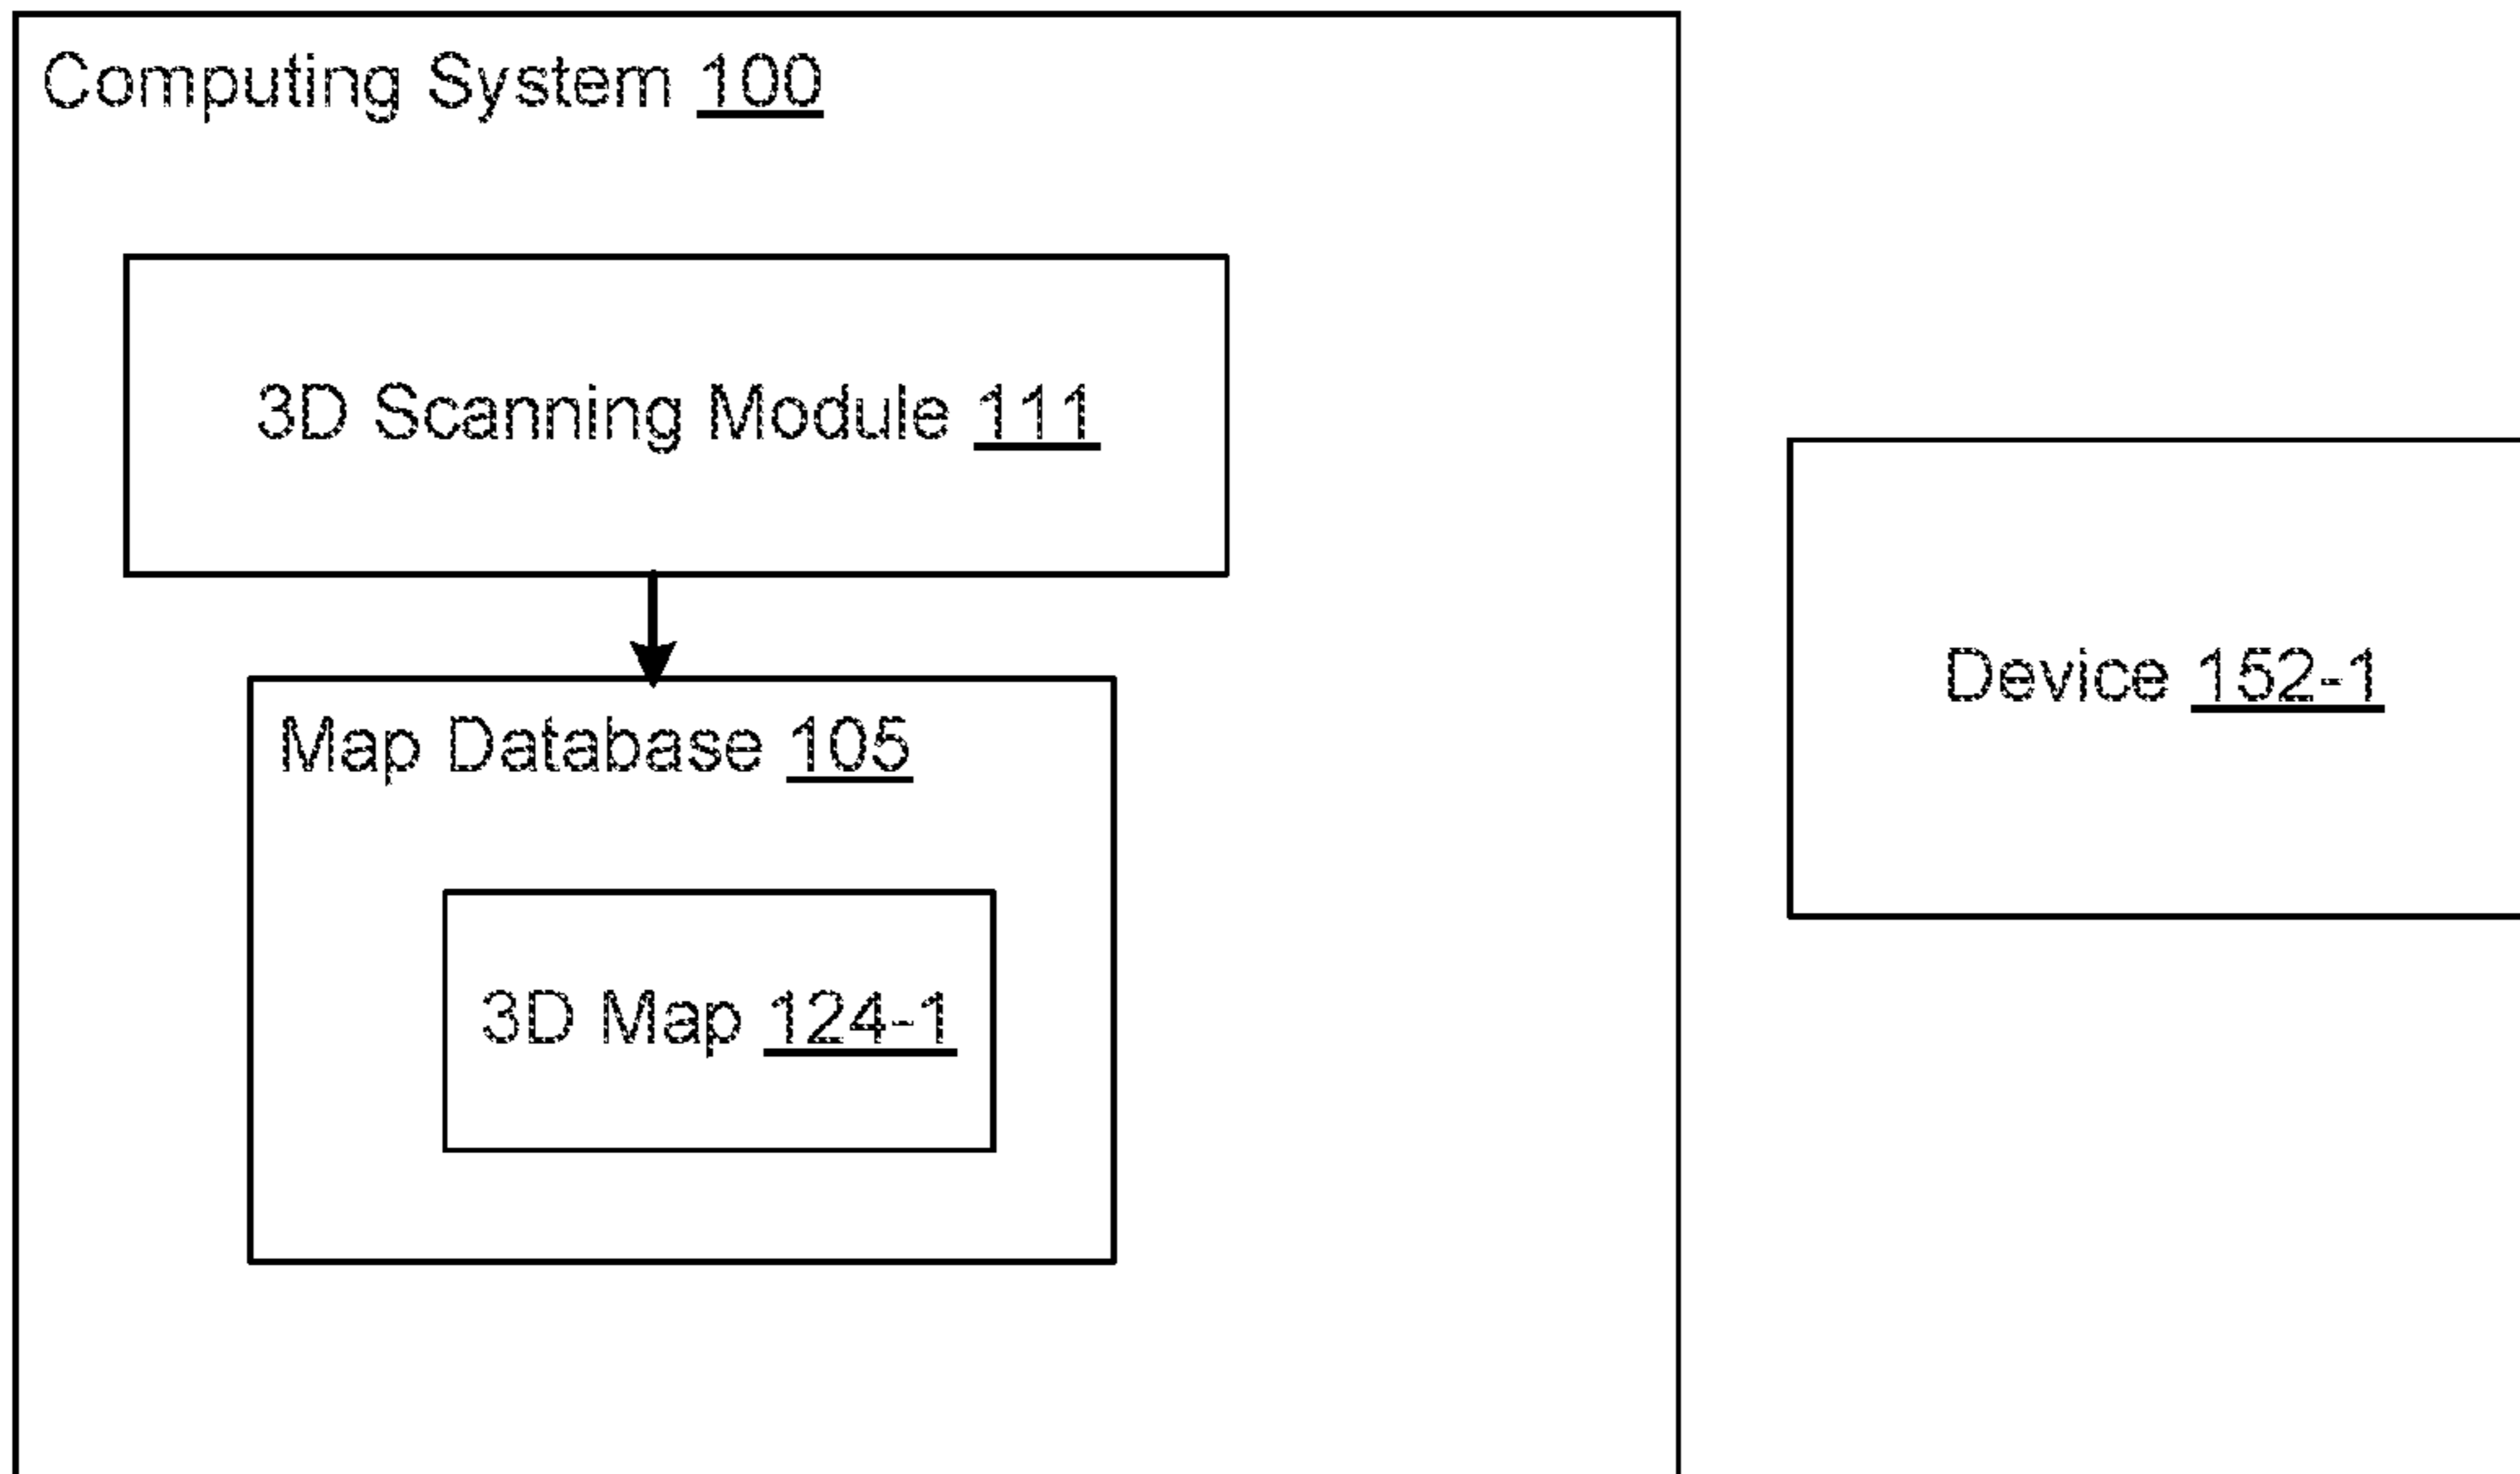 Computing System 100
3D Scanning Module 111
Device 152-1
Map Database 105
3D Map 124-1